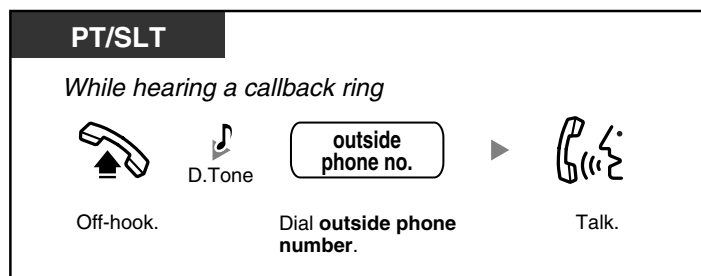 PT/SLT
While hearing a callback ring
outside
phone no.
D.Tone
Off-hook.
Dial outside phone
number.
Talk.